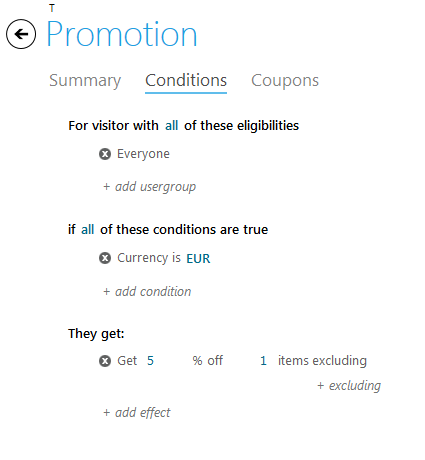 T
Promotion
Summary Conditions Coupons
For visitor with all of these eligibilities
Everyone
+ add usergroup
if all of these conditions are true
Currency is EUR
+ add condition
They get:
Get 5 % off 1 items excluding
+ excluding
+ add effect